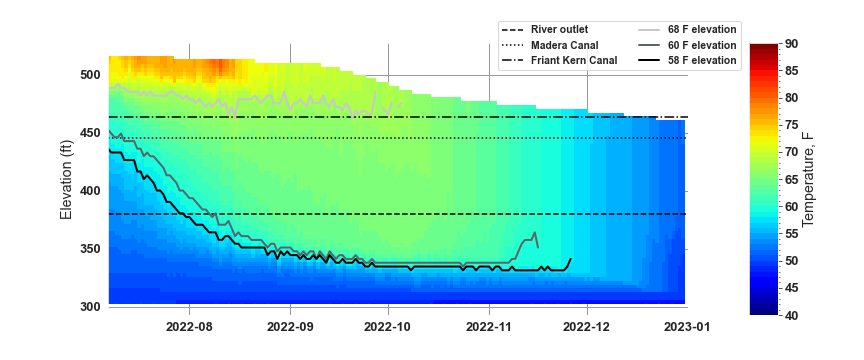 River outlet
Madera Canal
Friant Kern Canal
68 F elevation
60 F elevation
58 F elevation
Elevation (ft)
500
450
400
350
300
2022-08
2022-09
2022-10
2022-11
2022-12
2023-01
90
85
80
75
70
65
60
55
50
45
40
Temperature, F